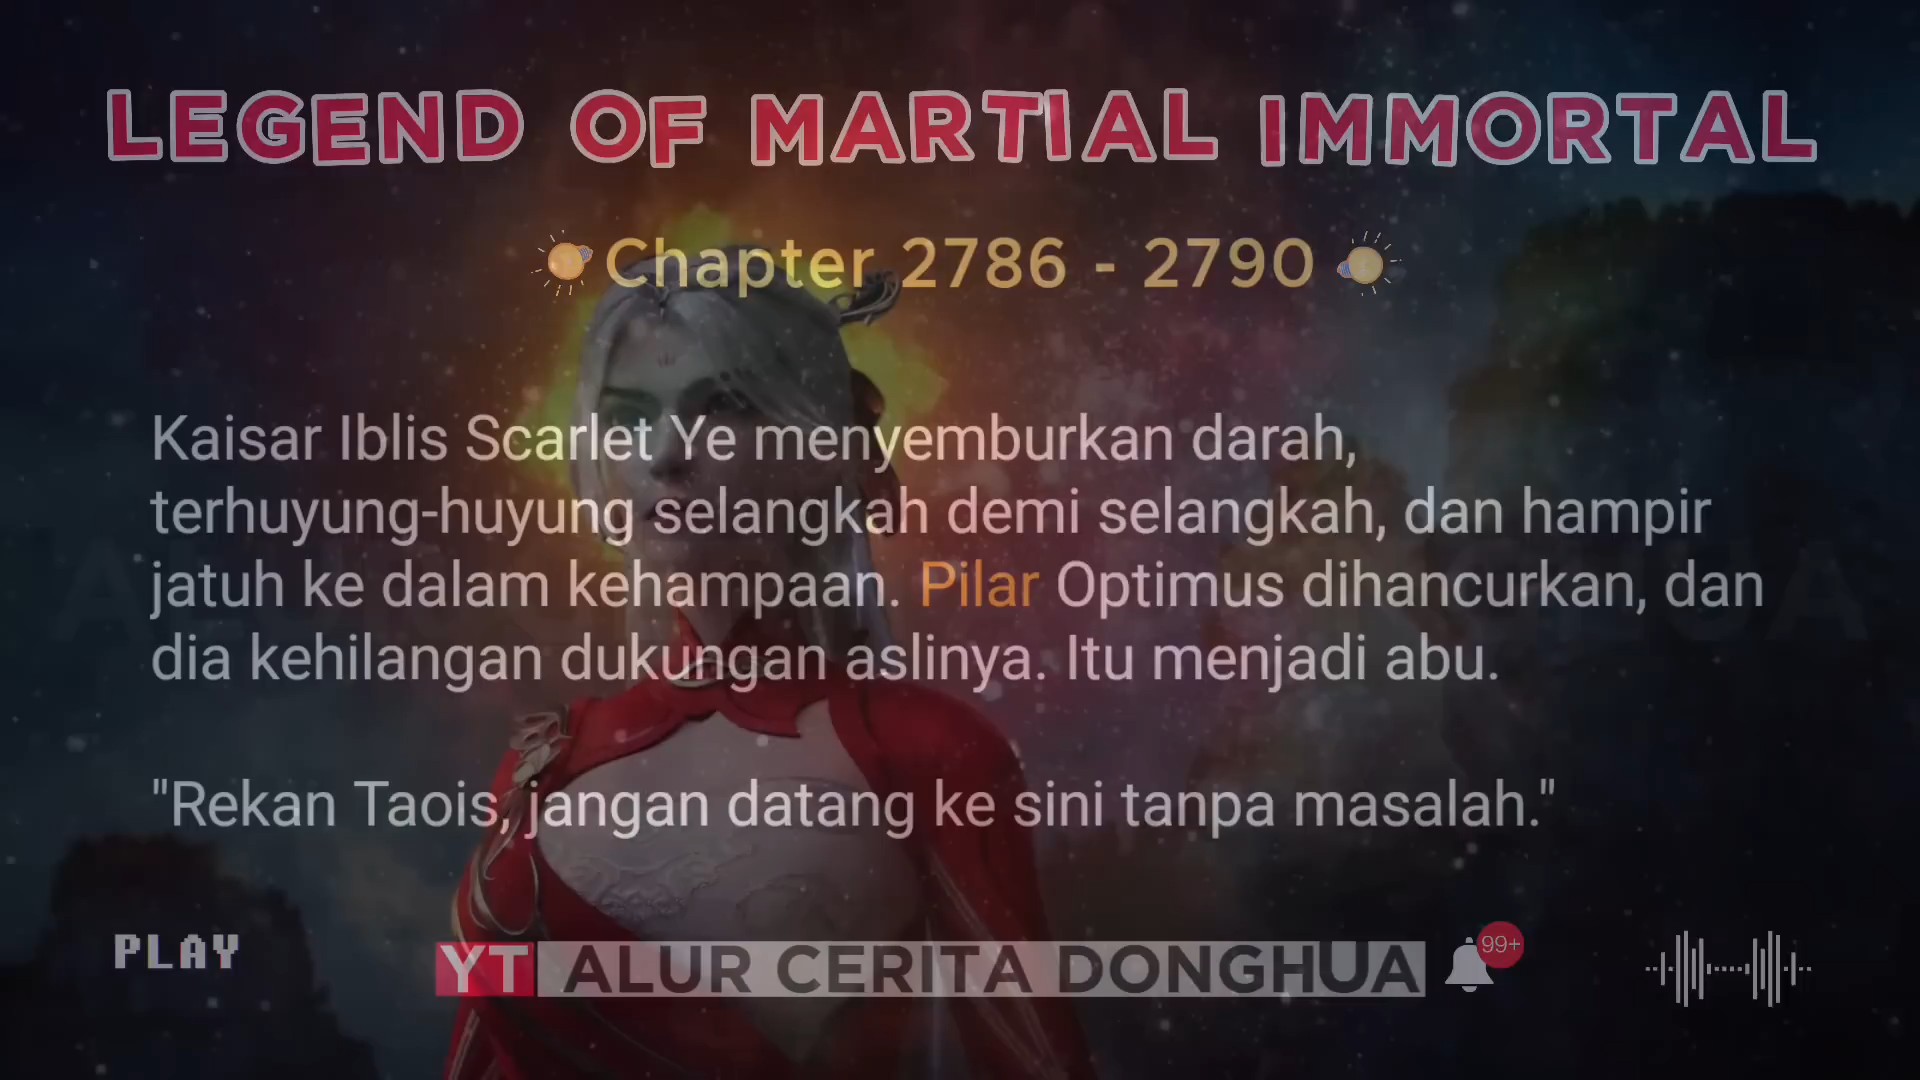 LEGEND OF MARTIAL IMMORTAL
Chapter 2786 - 2790
Kaisar Iblis Scarlet Ye menyemburkan darah,
terhuyung-huyung selangkah demi selangkah, dan hampir
jatuh ke dalam kehampaan. Pilar Optimus dihancurkan, dan
dia kehilangan dukungan aslinya. Itu menjadi abu.
"Rekan Taois, jangan datang ke sini tanpa masalah."
PLAY
YT ALUR CERITA DONGHUA
99+